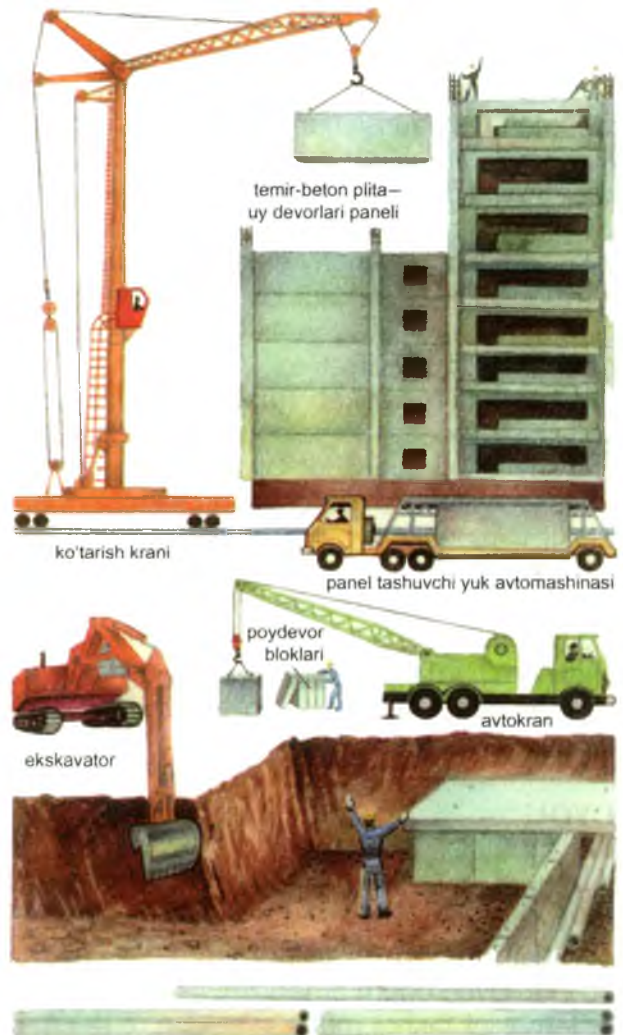 temir-beton plita–
uy devorlari paneli
ko'tarish krani
panel tashuvchi yuk avtomashinasi
poydevor
bloklari
avtokran
ekskavator